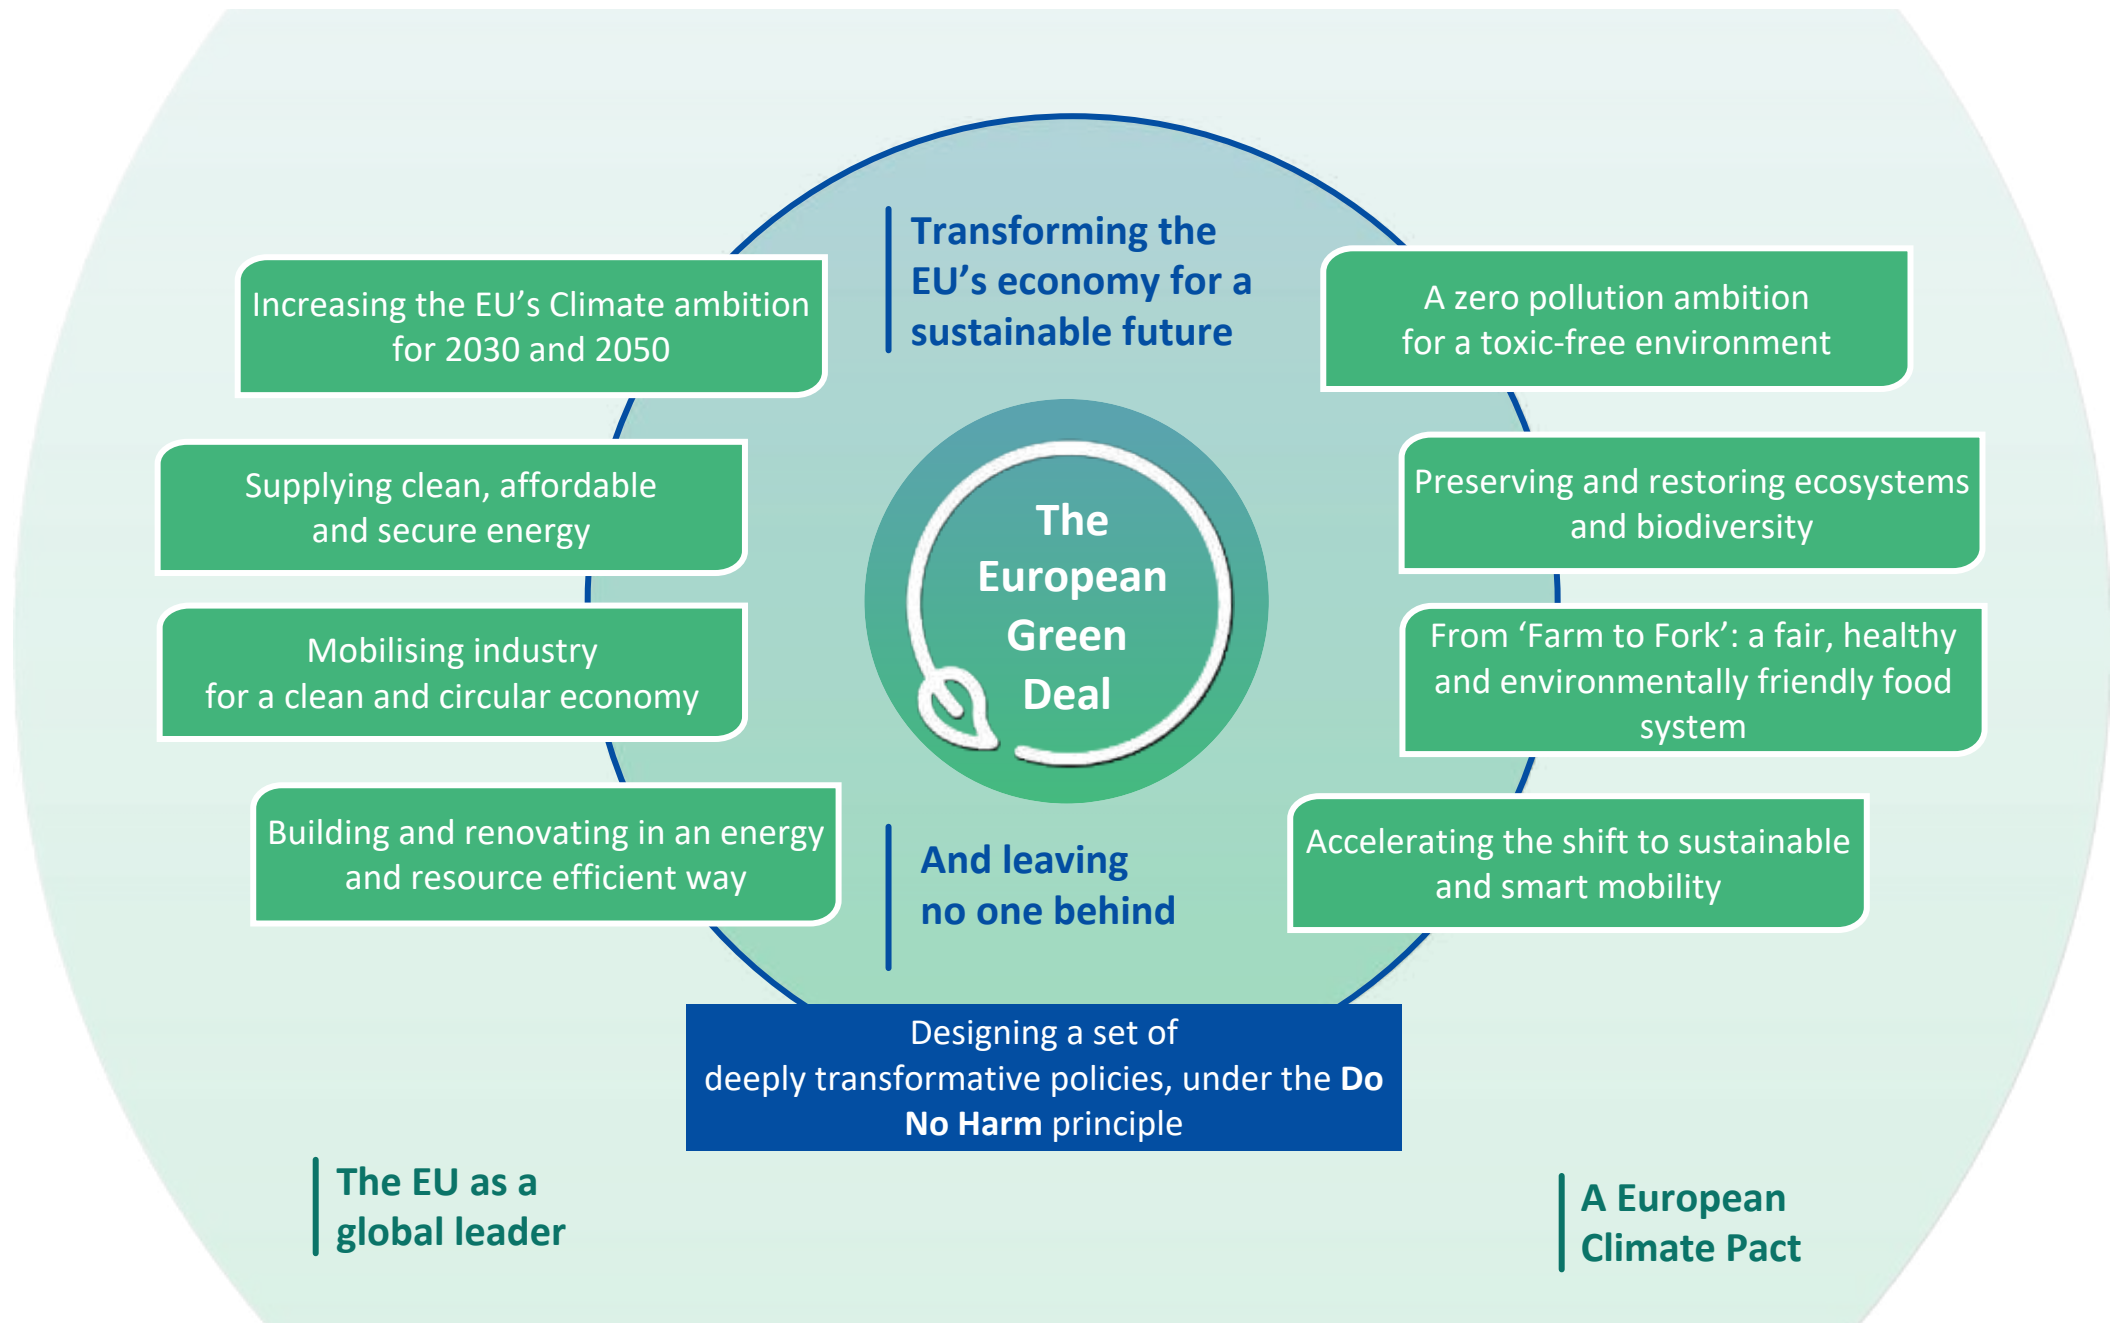 Transforming the
EU’s economy for a
sustainable future
Increasing the EU’s Climate ambition
for 2030 and 2050
Supplying clean, affordable
and secure energy
Mobilising industry
for a clean and circular economy
Building and renovating in an energy
and resource efficient way
The
European
Green
Deal
A zero pollution ambition
for a toxic-free environment
Preserving and restoring ecosystems
and biodiversity
From ‘Farm to Fork’: a fair, healthy
and environmentally friendly food
system
Accelerating the shift to sustainable
and smart mobility
And leaving
no one behind
Designing a set of
deeply transformative policies, under the Do
No Harm principle
The EU as a
global leader
A European
Climate Pact